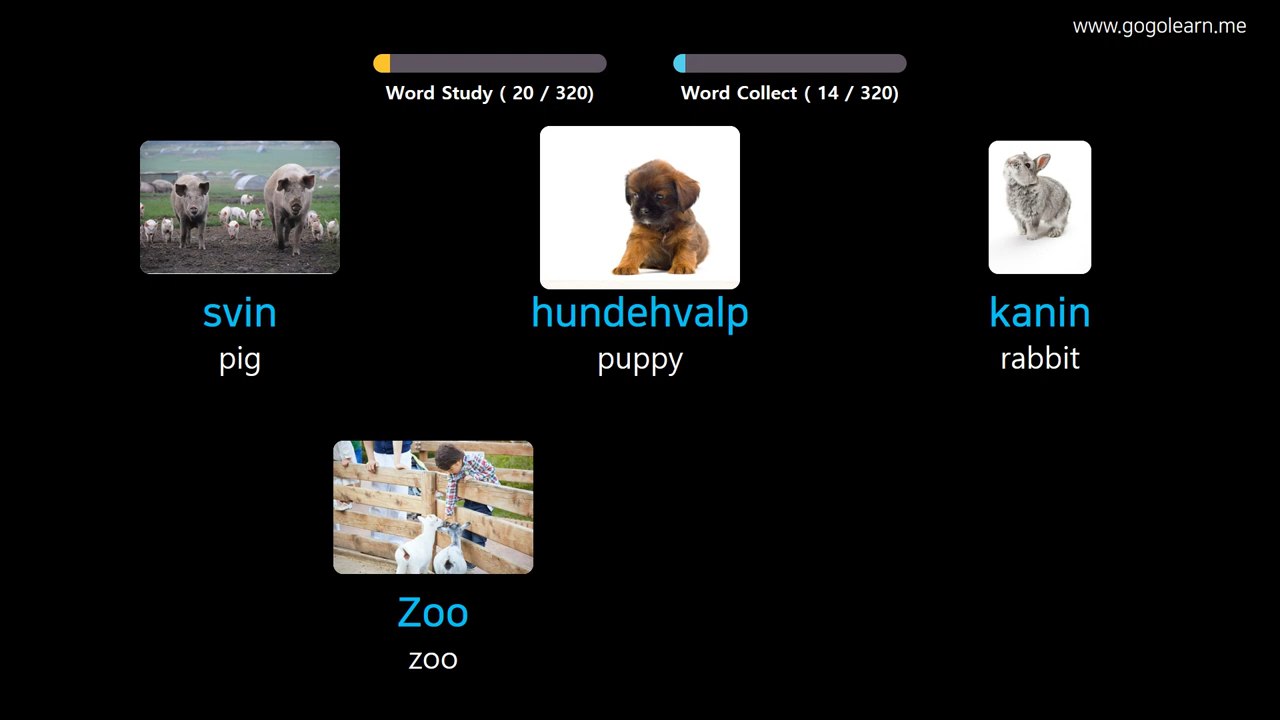 www.gogolearn.me
Word Study ( 20 / 320)
Word Collect ( 14 / 320)
svin
pig
hundehvalp
puppy
kanin
rabbit
Zoo
zoo